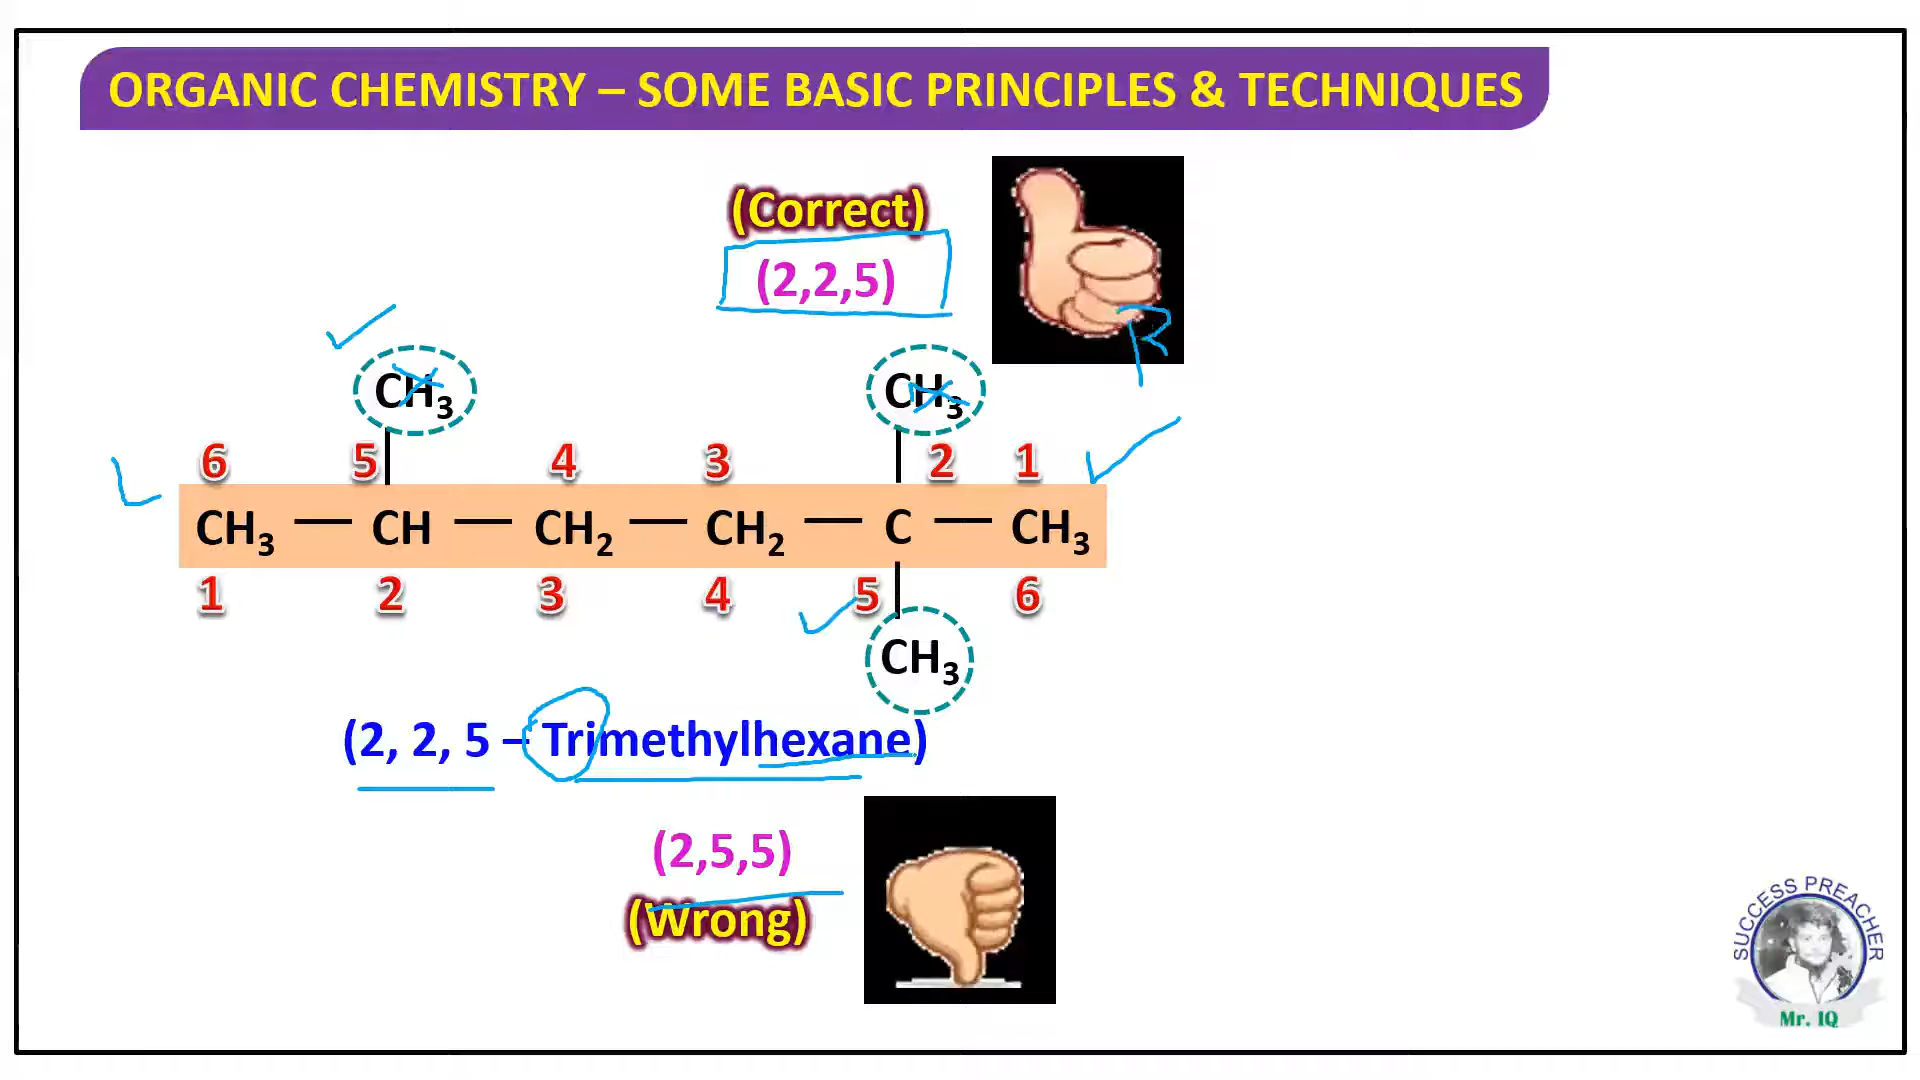 ORGANIC CHEMISTRY – SOME BASIC PRINCIPLES & TECHNIQUES
(Correct)
(2,2,5)
R
CH₃ CH₃
6 5 4 3 2 1
CH₃ — CH — CH₂ — CH₂ — C — CH₃
1 2 3 4 5 6
CH₃
(2, 2, 5 – Trimethylhexane)
(2,5,5)
(Wrong)
SUCCESS PREACHER
Mr. IQ